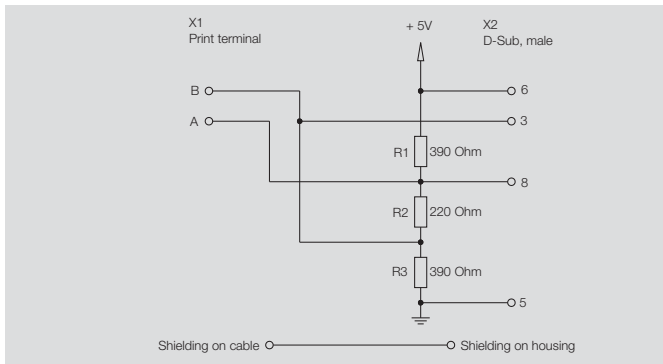 X1
Print terminal
+ 5V
X2
D-Sub, male
B
6
A
3
R1
390 Ohm
8
R2
220 Ohm
R3
390 Ohm
5
Shielding on cable
Shielding on housing